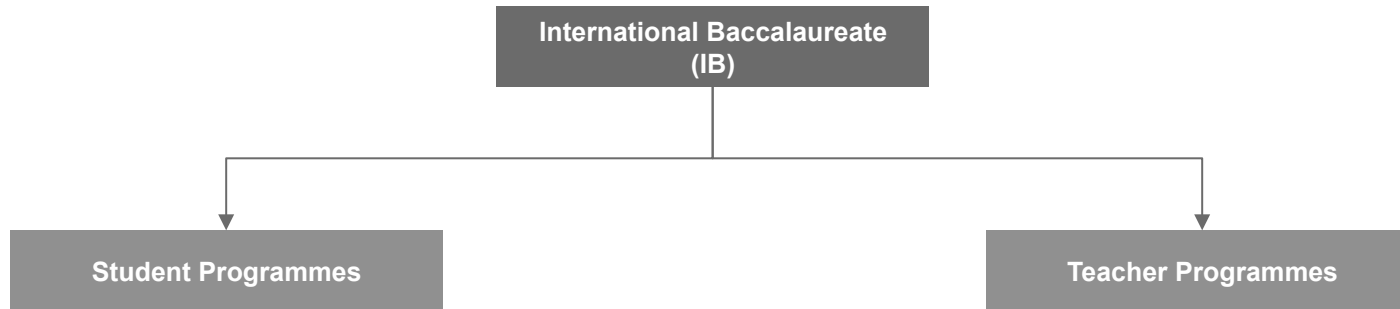 International Baccalaureate
(IB)
Student Programmes
Teacher Programmes